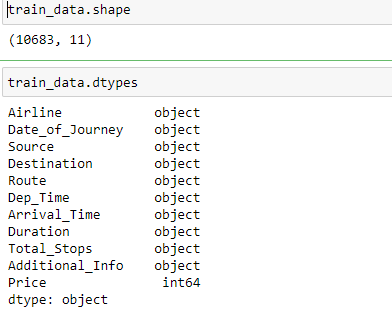 train_data.shape
(10683, 11)
train_data.dtypes
Airline object
Date_of_Journey object
Source object
Destination object
Route object
Dep_Time object
Arrival_Time object
Duration object
Total_Stops object
Additional_Info object
Price int64
dtype: object